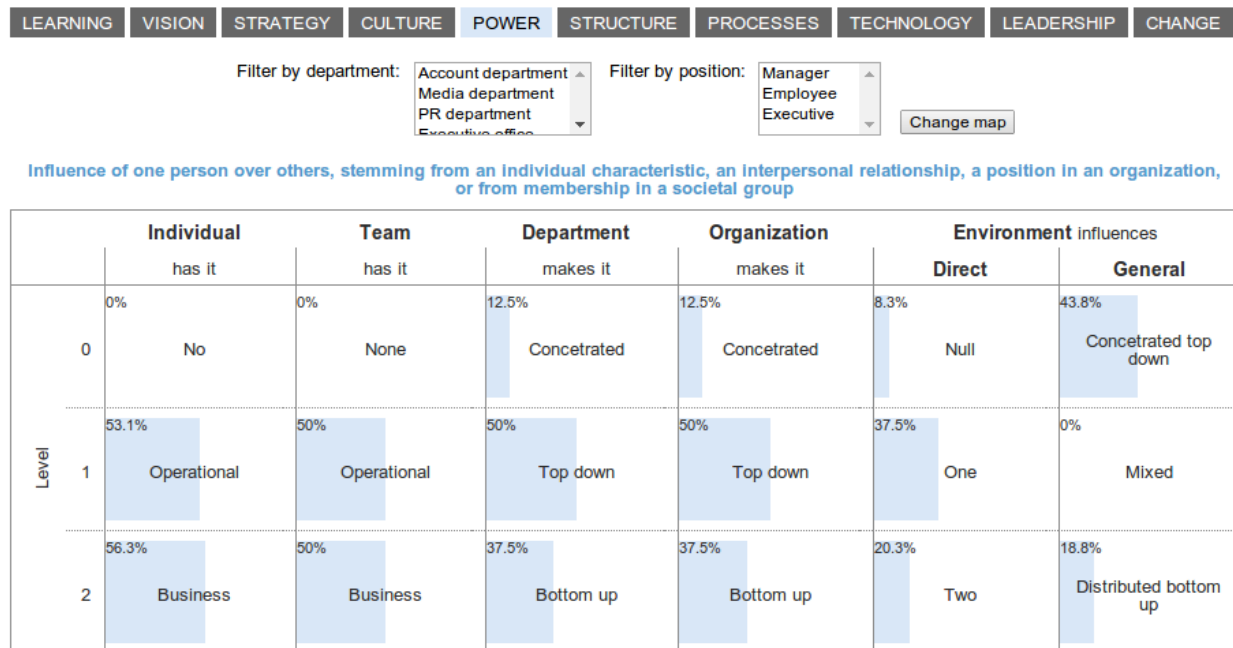 LEARNING VISION STRATEGY CULTURE POWER STRUCTURE PROCESSES TECHNOLOGY LEADERSHIP CHANGE
Filter by department: Account department Filter by position: Manager
Media department Employee
PR department Executive
Executive office
Change map
Influence of one person over others, stemming from an individual characteristic, an interpersonal relationship, a position in an organization,
or from membership in a societal group
Individual Team Department Organization Environment influences
has it has it makes it makes it Direct General
0% 0% 12.5% 12.5% 8.3% 43.8%
0 No None Concetrated Concetrated Null Concetrated top
down
53.1% 50% 50% 50% 37.5% 0%
Level 1 Operational Operational Top down Top down One Mixed
56.3% 50% 37.5% 37.5% 20.3% 18.8%
2 Business Business Bottom up Bottom up Two Distributed bottom
up